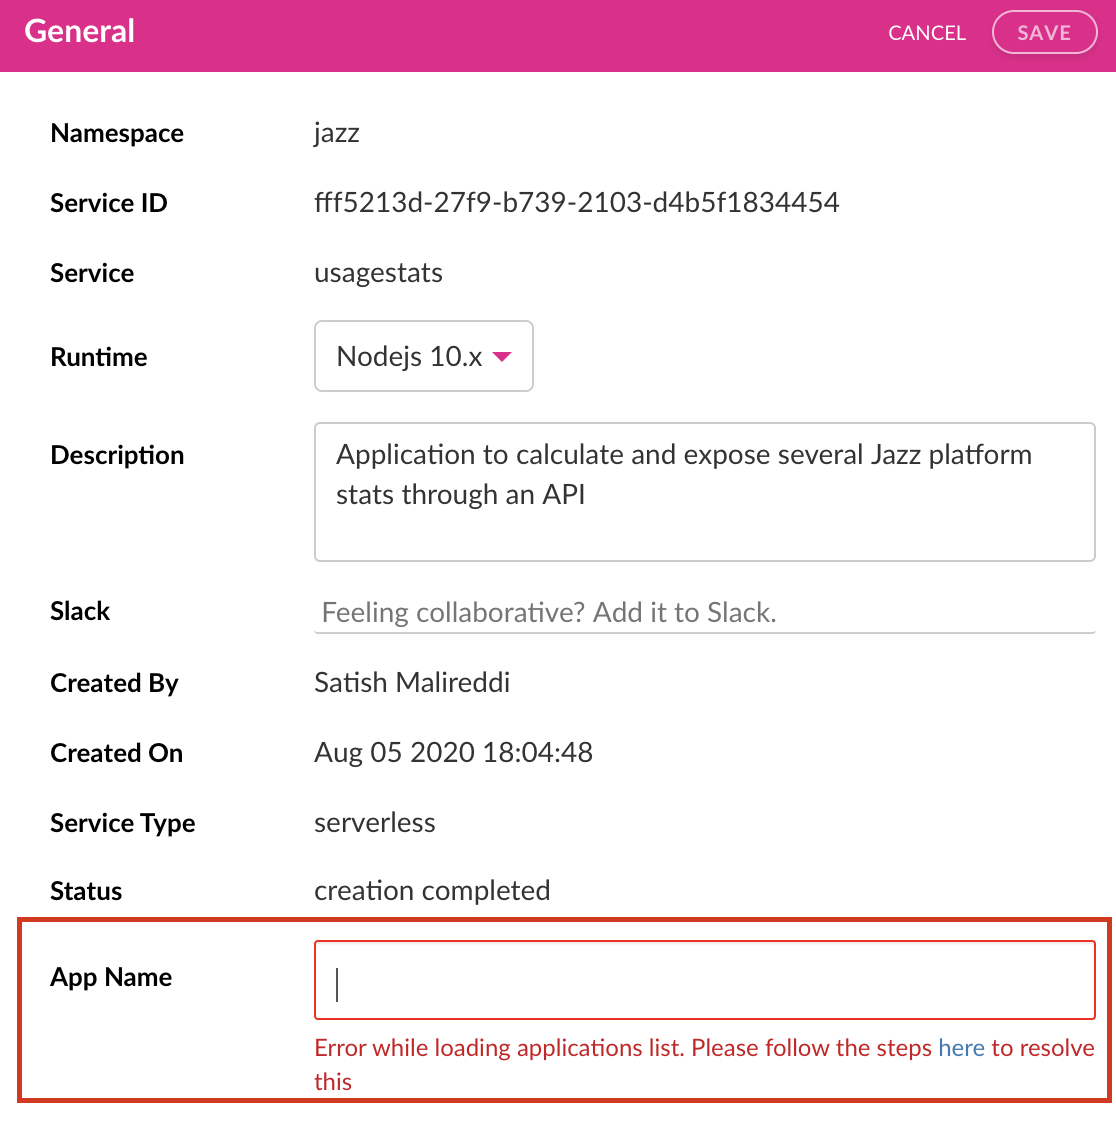 General
CANCEL
SAVE
Namespace
jazz
Service ID
fff5213d-27f9-b739-2103-d4b5f1834454
Service
usagestats
Runtime
Nodejs 10.x
Description
Application to calculate and expose several Jazz platform
stats through an API
Slack
Feeling collaborative? Add it to Slack.
Created By
Satish Malireddi
Created On
Aug 05 2020 18:04:48
Service Type
serverless
Status
creation completed
App Name
Error while loading applications list. Please follow the steps here to resolve
this